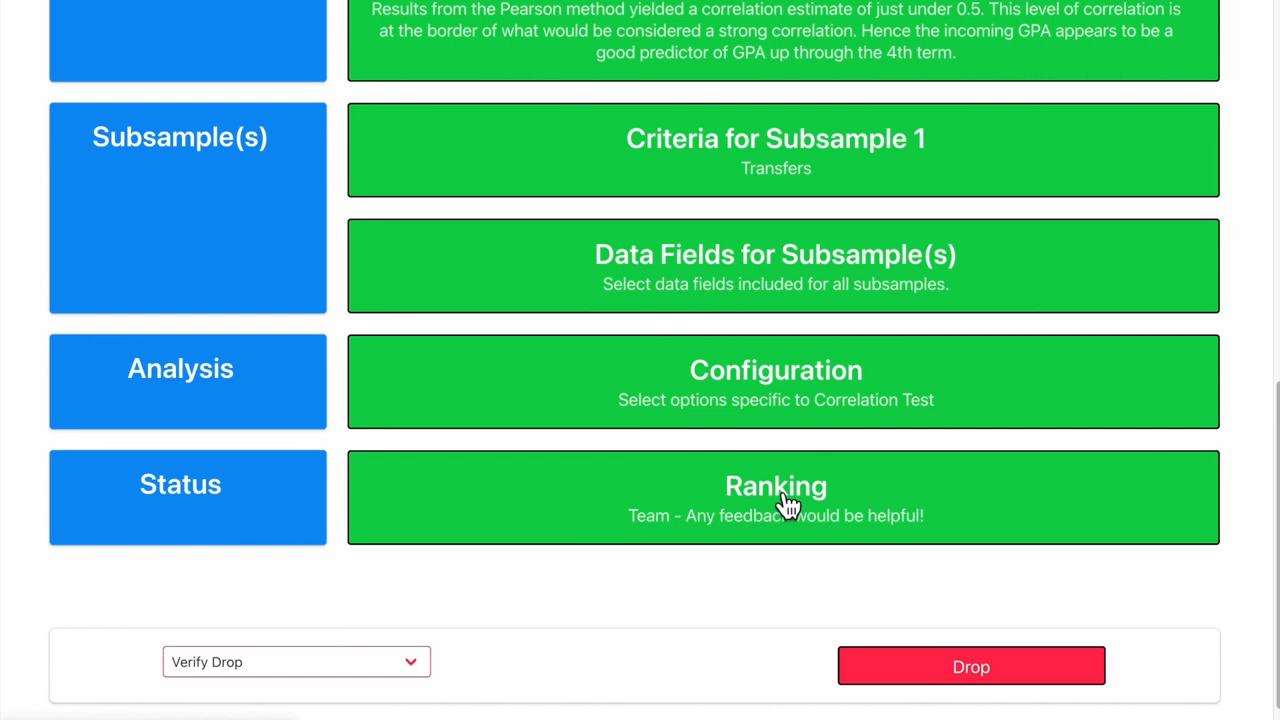 Results from the Pearson method yielded a correlation estimate of just under 0.5. This level of correlation is
at the border of what would be considered a strong correlation. Hence the incoming GPA appears to be a
good predictor of GPA up through the 4th term.
Subsample(s)
Criteria for Subsample 1
Transfers
Data Fields for Subsample(s)
Select data fields included for all subsamples.
Analysis
Configuration
Select options specific to Correlation Test
Status
Ranking
Team - Any feedback would be helpful!
Verify Drop
Drop